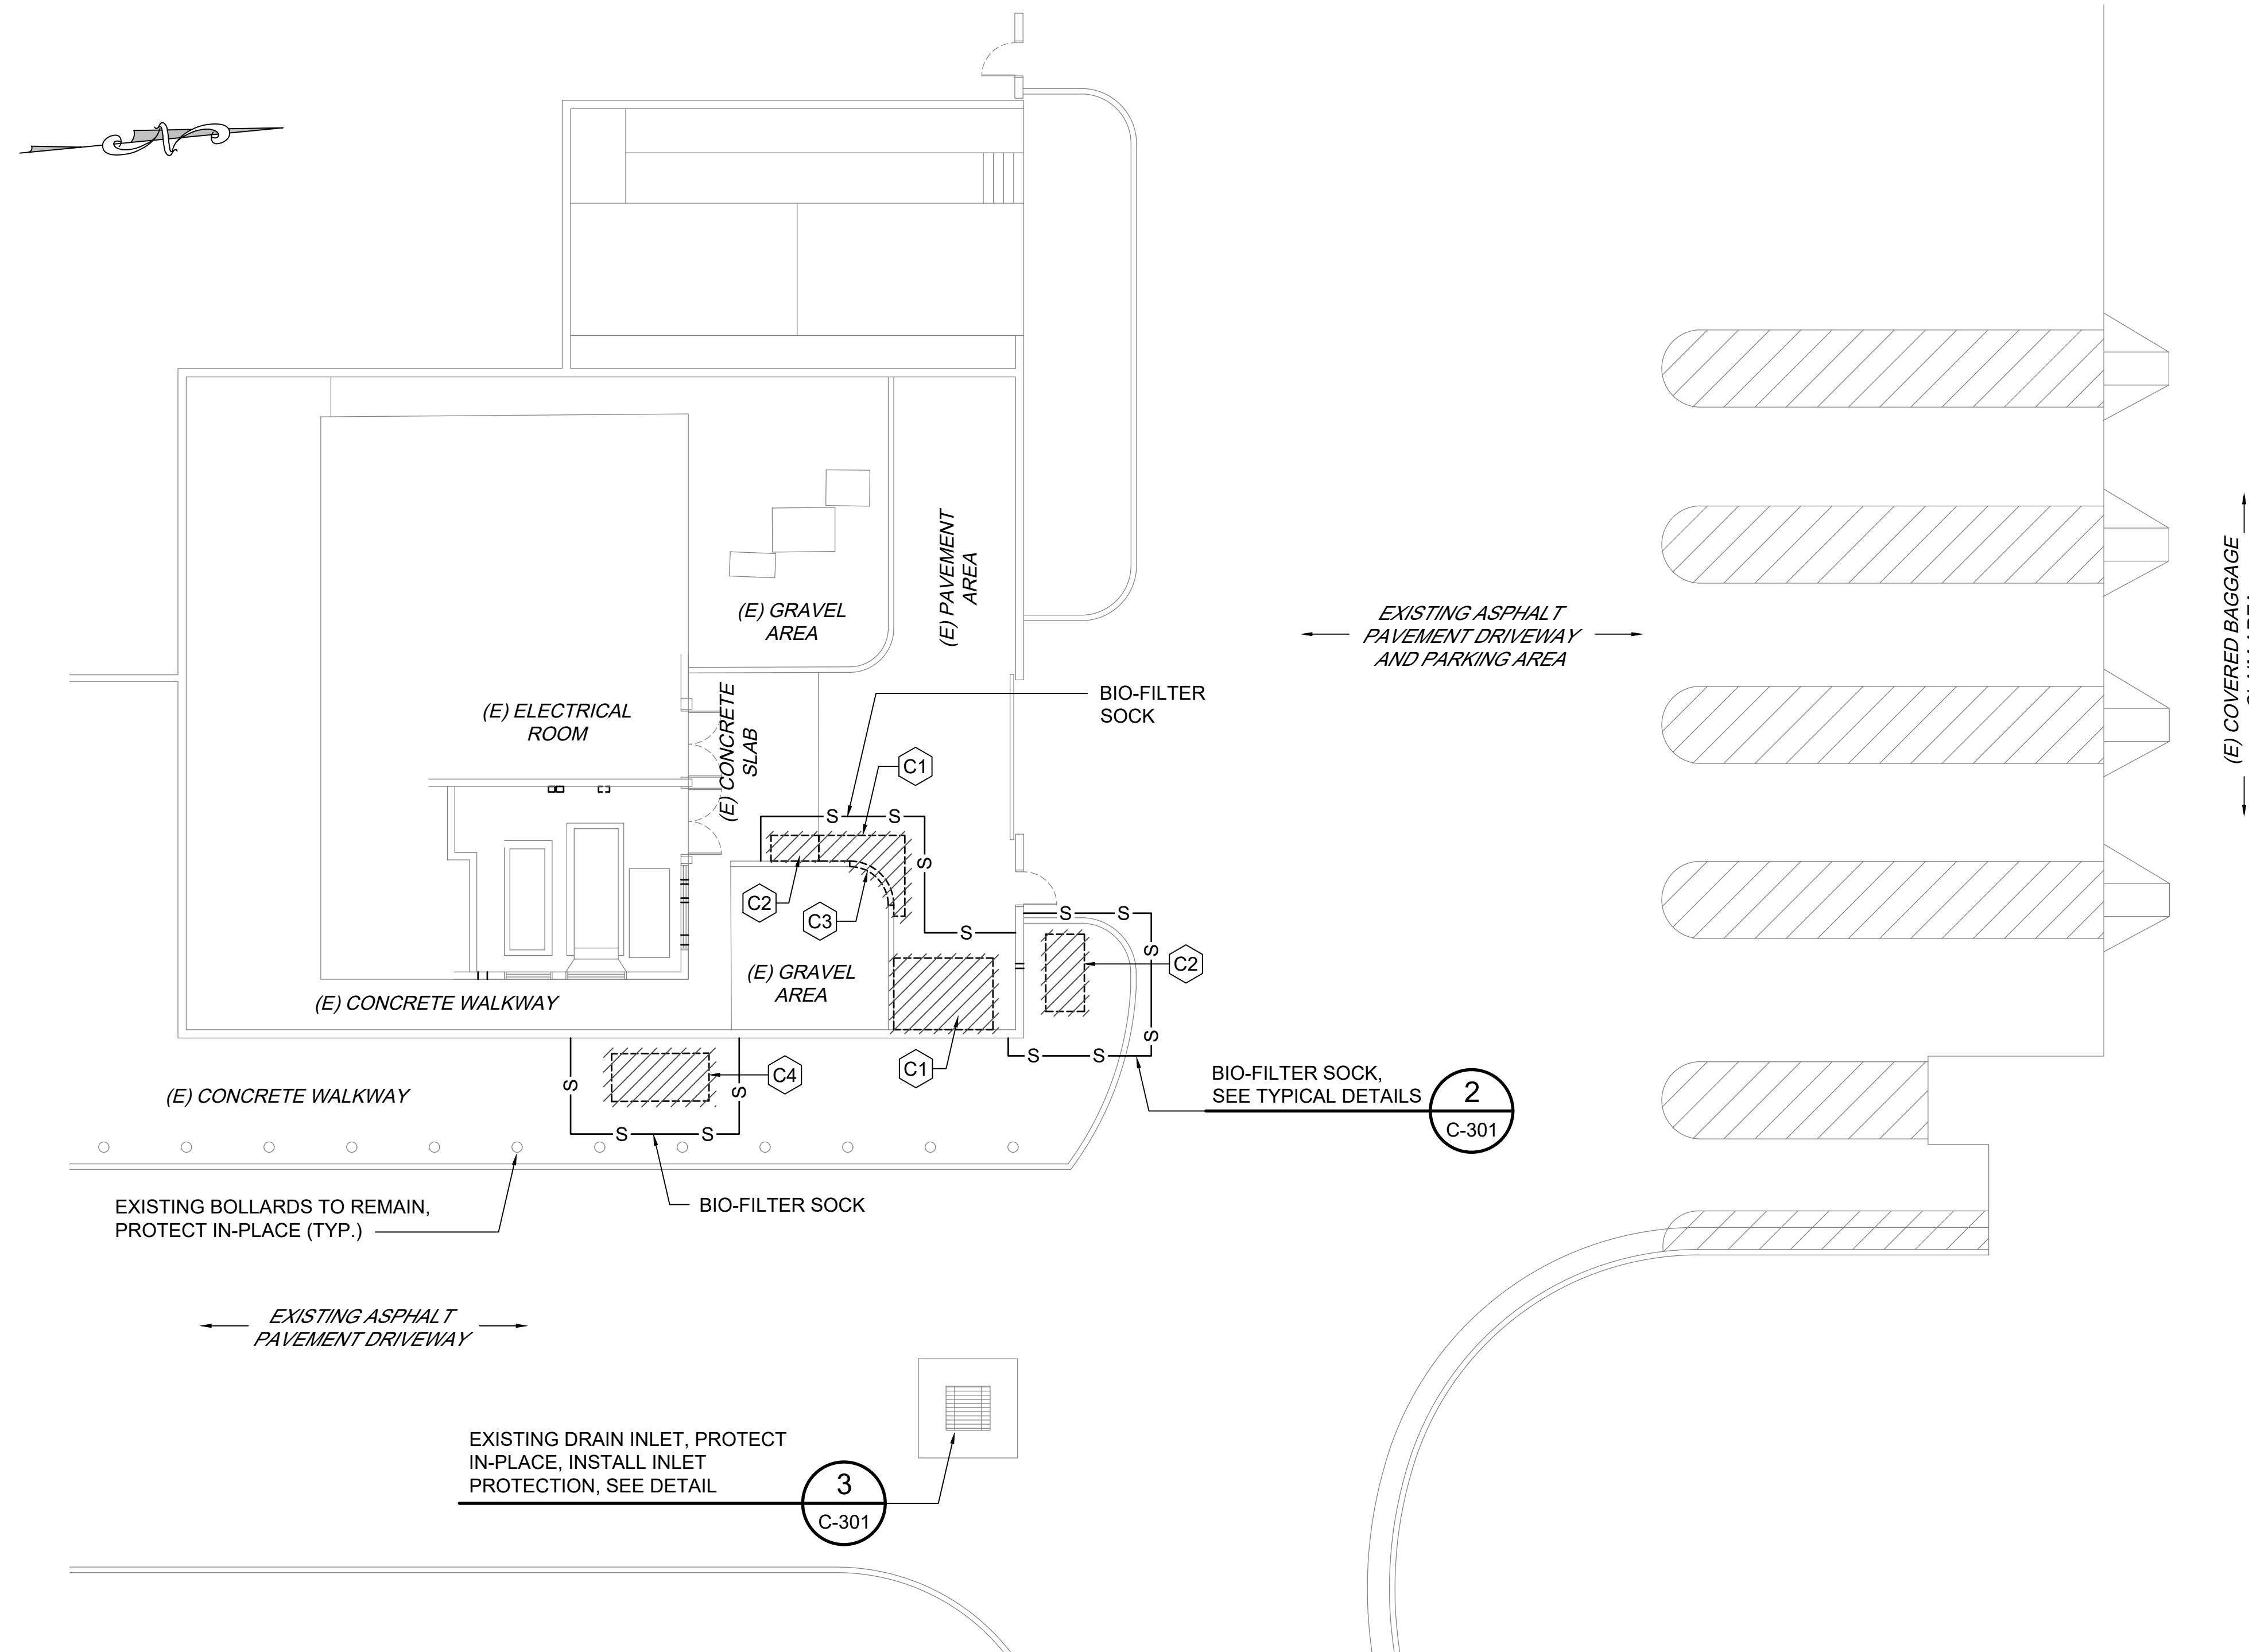 N
(E) GRAVEL
AREA
(E) PAVEMENT
AREA
EXISTING ASPHALT
PAVEMENT DRIVEWAY
AND PARKING AREA
(E) COVERED BAGGAGE
(E) ELECTRICAL
ROOM
(E) CONCRETE
SLAB
BIO-FILTER
SOCK
C1
S S
S
C2
C3
S
S S
S
S
S S
C2
(E) GRAVEL
AREA
(E) CONCRETE WALKWAY
C1
C4
S
S
S S
(E) CONCRETE WALKWAY
BIO-FILTER SOCK,
SEE TYPICAL DETAILS
2
C-301
EXISTING BOLLARDS TO REMAIN,
PROTECT IN-PLACE (TYP.)
BIO-FILTER SOCK
EXISTING ASPHALT
PAVEMENT DRIVEWAY
EXISTING DRAIN INLET, PROTECT
IN-PLACE, INSTALL INLET
PROTECTION, SEE DETAIL
3
C-301